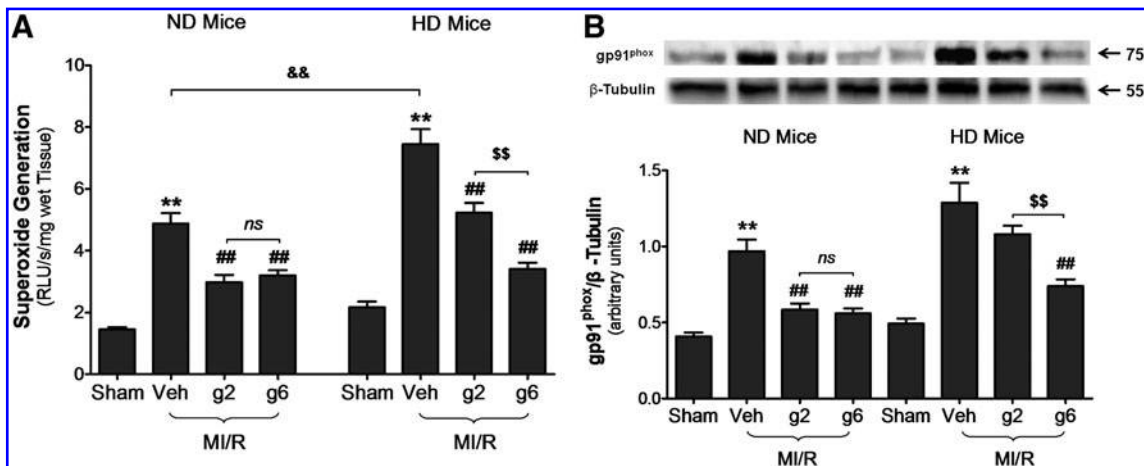 A
ND Mice
HD Mice
Superoxide Generation
(RLU/s/mg wet Tissue)
10
8
6
4
2
0
&&
**
**
$$
##
ns
##
##
##
Sham Veh g2 g6
Sham Veh g2 g6
MI/R
MI/R
B
gp91phox
75
β-Tubulin
55
ND Mice
HD Mice
gp91phox/β -Tubulin
(arbitrary units)
1.5
1.0
0.5
0.0
**
**
$$
ns
##
##
##
Sham Veh g2 g6
Sham Veh g2 g6
MI/R
MI/R